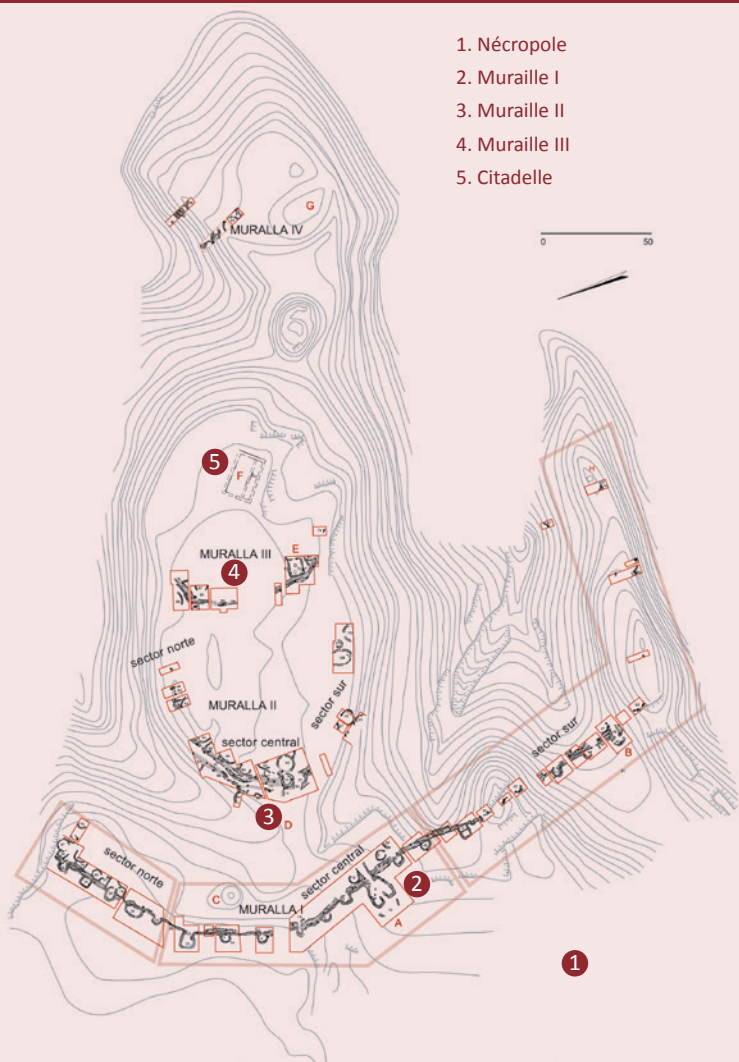 1. Nécropole
2. Muraille I
3. Muraille II
4. Muraille III
5. Citadelle
G
MURALLA IV
0 50
5
F
H
MURALLA III
E
4
sector norte
sector sur
MURALLA II
sector central
sector sur
B
3
D
sector norte
sector central
2
C
MURALLA I
A
1